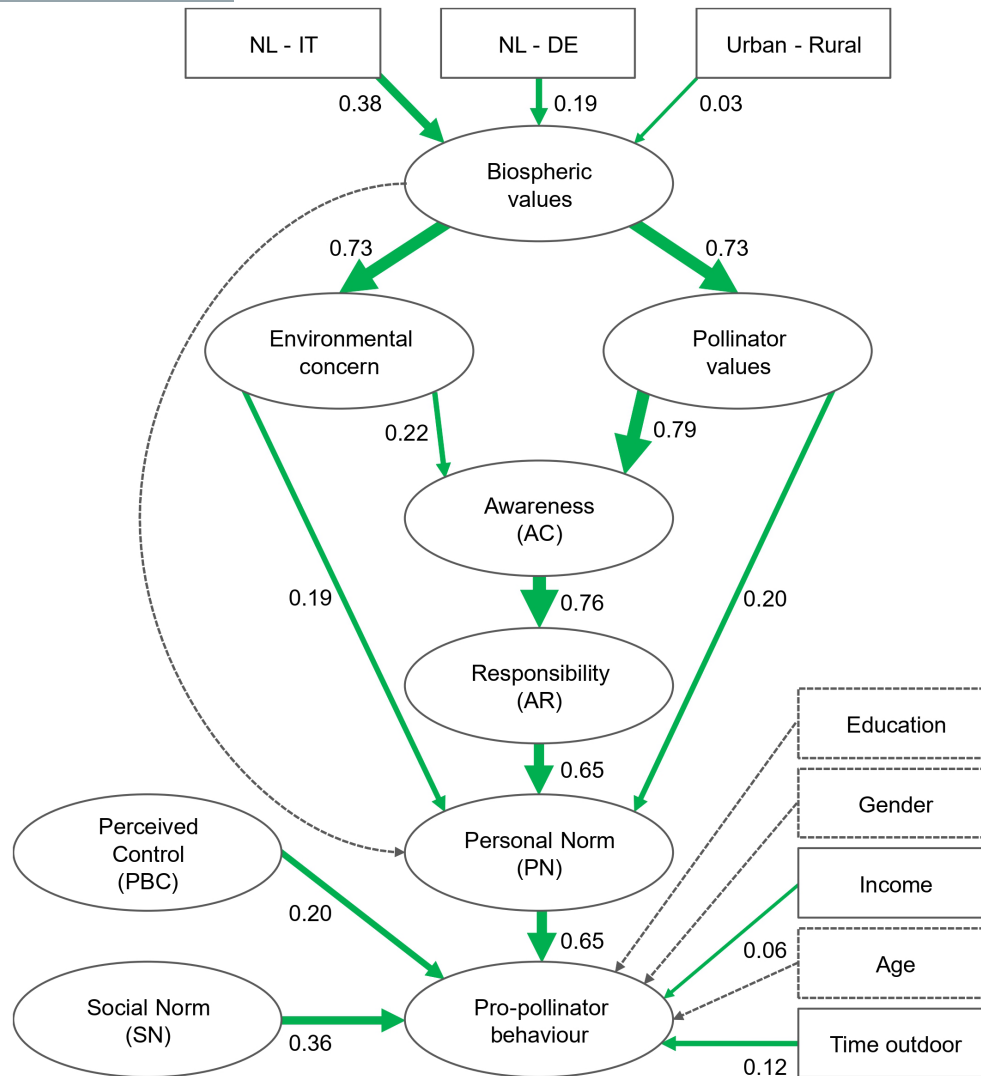 NL - IT
NL - DE
Urban - Rural
0.38
0.19
0.03
Biospheric
values
0.73
0.73
Environmental
concern
Pollinator
values
0.22
0.79
Awareness
(AC)
0.19
0.76
0.20
Responsibility
(AR)
Education
0.65
Gender
Perceived
Control
(PBC)
Personal Norm
(PN)
Income
0.20
0.65
0.06
Age
Social Norm
(SN)
0.36
Pro-pollinator
behaviour
Time outdoor
0.12